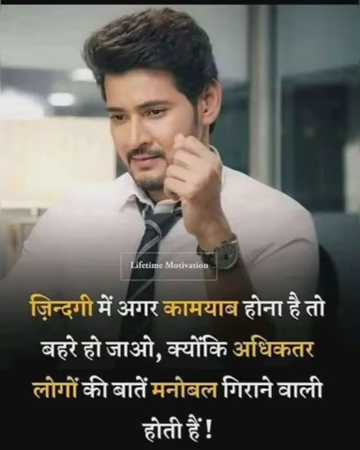 Lifetime Motivation
ज़िन्दगी में अगर कामयाब होना है तो
बहरे हो जाओ, क्योंकि अधिकतर
लोगों की बातें मनोबल गिराने वाली
होती हैं !